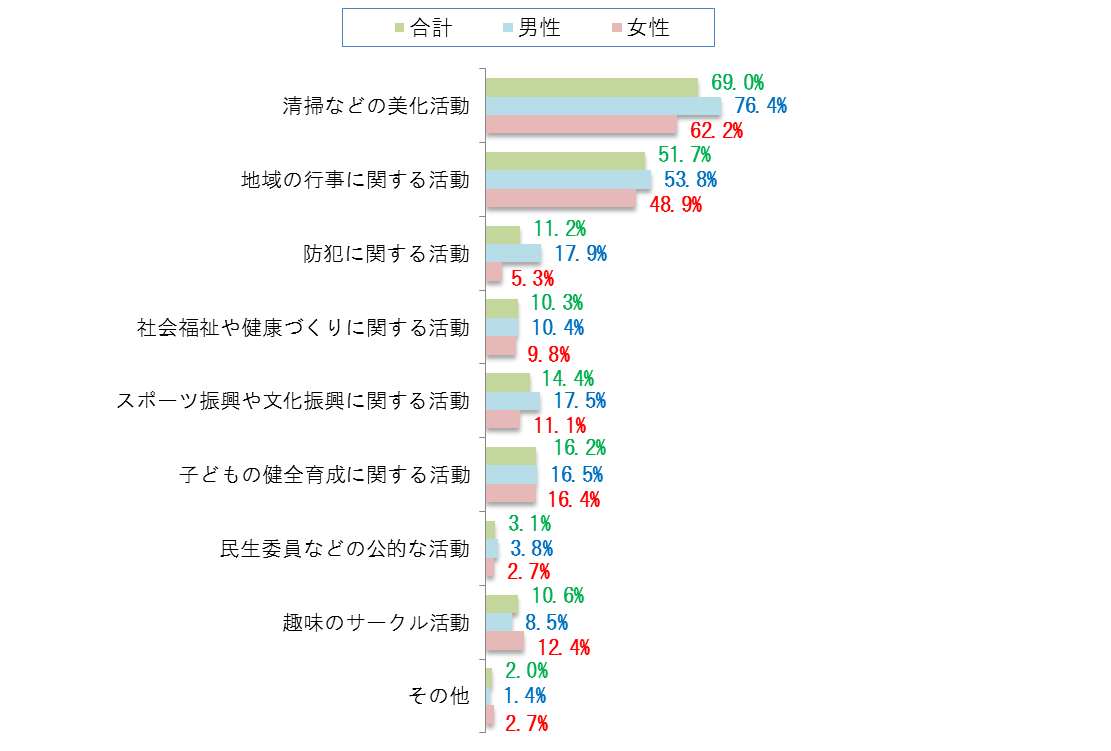 合計 男性 女性
69.0%
清掃などの美化活動 76.4%
62.2%
51.7%
地域の行事に関する活動 53.8%
48.9%
11.2%
防犯に関する活動 17.9%
5.3%
10.3%
社会福祉や健康づくりに関する活動 10.4%
9.8%
14.4%
スポーツ振興や文化振興に関する活動 17.5%
11.1%
16.2%
子どもの健全育成に関する活動 16.5%
16.4%
3.1%
民生委員などの公的な活動 3.8%
2.7%
10.6%
趣味のサークル活動 8.5%
12.4%
2.0%
その他 1.4%
2.7%